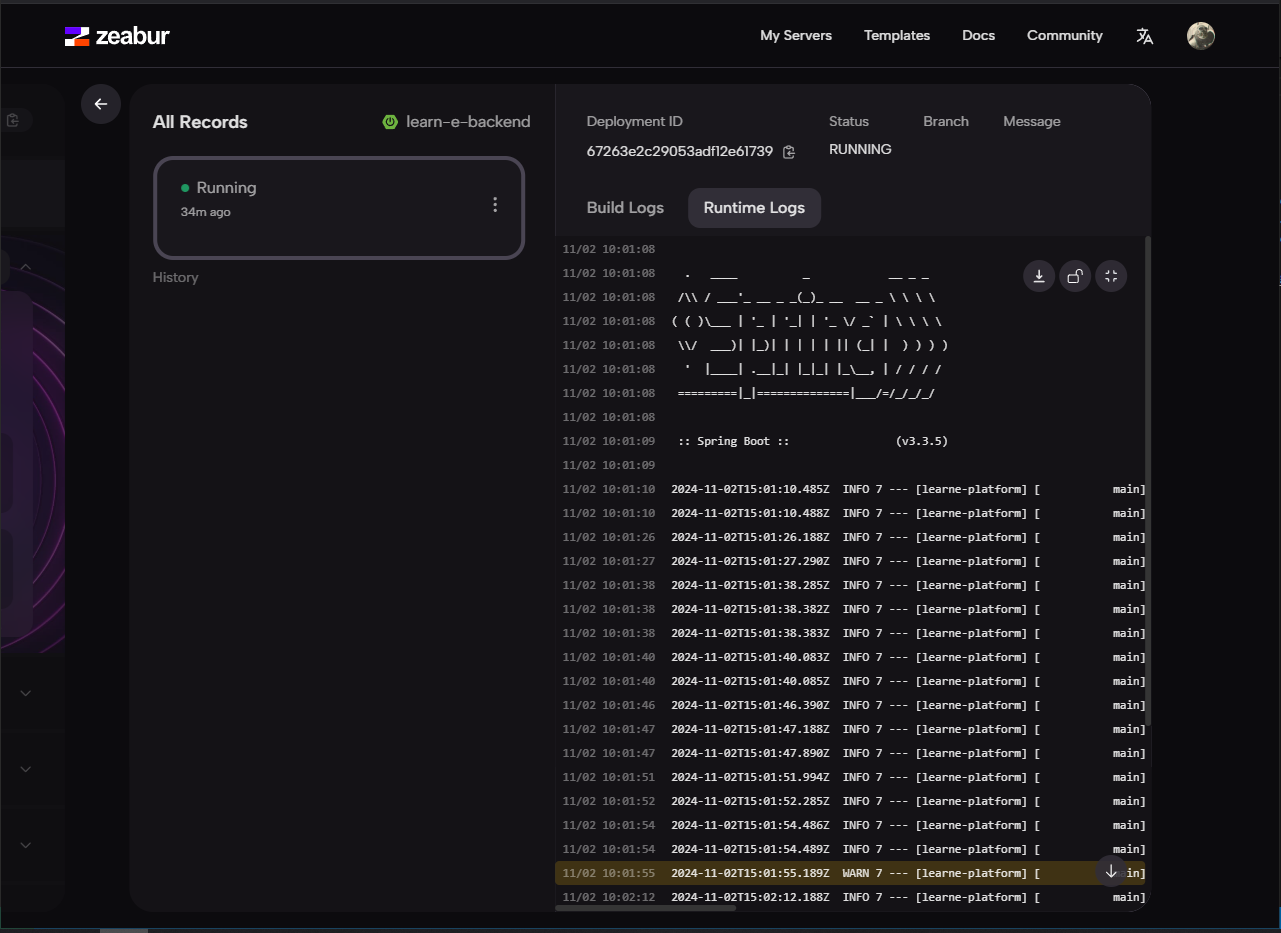 zeabur
My Servers Templates Docs Community
All Records
learn-e-backend
Running
34m ago
History
Deployment ID Status Branch Message
67263e2c29053adf12e61739 RUNNING
Build Logs Runtime Logs
11/02 10:01:08
11/02 10:01:08   .   ____          _            __ _ _
11/02 10:01:08  /\\ / ___'_ __ _ _(_)_ __  __ _ \ \ \ \
11/02 10:01:08 ( ( )\___ | '_ | '_| | '_ \/ _` | \ \ \ \
11/02 10:01:08  \\/  ___)| |_)| | | | | || (_| |  ) ) ) )
11/02 10:01:08   '  |____| .__|_| |_|_| |_\__, | / / / /
11/02 10:01:08  =========|_|==============|___/=/_/_/_/
11/02 10:01:08
11/02 10:01:09  :: Spring Boot ::                (v3.3.5)
11/02 10:01:09
11/02 10:01:10 2024-11-02T15:01:10.485Z  INFO 7 --- [learne-platform] [           main]
11/02 10:01:10 2024-11-02T15:01:10.488Z  INFO 7 --- [learne-platform] [           main]
11/02 10:01:26 2024-11-02T15:01:26.188Z  INFO 7 --- [learne-platform] [           main]
11/02 10:01:27 2024-11-02T15:01:27.290Z  INFO 7 --- [learne-platform] [           main]
11/02 10:01:38 2024-11-02T15:01:38.285Z  INFO 7 --- [learne-platform] [           main]
11/02 10:01:38 2024-11-02T15:01:38.382Z  INFO 7 --- [learne-platform] [           main]
11/02 10:01:38 2024-11-02T15:01:38.383Z  INFO 7 --- [learne-platform] [           main]
11/02 10:01:40 2024-11-02T15:01:40.083Z  INFO 7 --- [learne-platform] [           main]
11/02 10:01:40 2024-11-02T15:01:40.085Z  INFO 7 --- [learne-platform] [           main]
11/02 10:01:46 2024-11-02T15:01:46.390Z  INFO 7 --- [learne-platform] [           main]
11/02 10:01:47 2024-11-02T15:01:47.188Z  INFO 7 --- [learne-platform] [           main]
11/02 10:01:47 2024-11-02T15:01:47.890Z  INFO 7 --- [learne-platform] [           main]
11/02 10:01:51 2024-11-02T15:01:51.994Z  INFO 7 --- [learne-platform] [           main]
11/02 10:01:52 2024-11-02T15:01:52.285Z  INFO 7 --- [learne-platform] [           main]
11/02 10:01:54 2024-11-02T15:01:54.486Z  INFO 7 --- [learne-platform] [           main]
11/02 10:01:54 2024-11-02T15:01:54.489Z  INFO 7 --- [learne-platform] [           main]
11/02 10:01:55 2024-11-02T15:01:55.189Z  WARN 7 --- [learne-platform] [           in]
11/02 10:02:12 2024-11-02T15:02:12.188Z  INFO 7 --- [learne-platform] [           main]